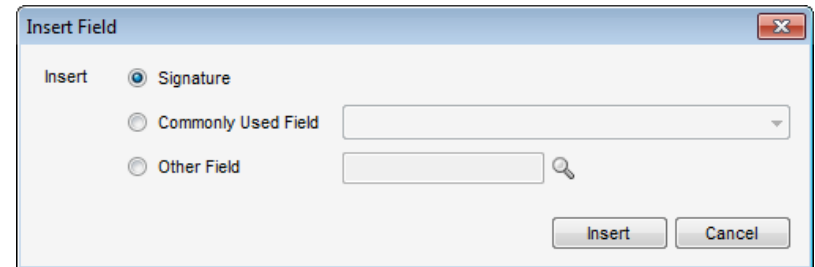 Insert Field
Insert Signature
Commonly Used Field
Other Field
Insert Cancel